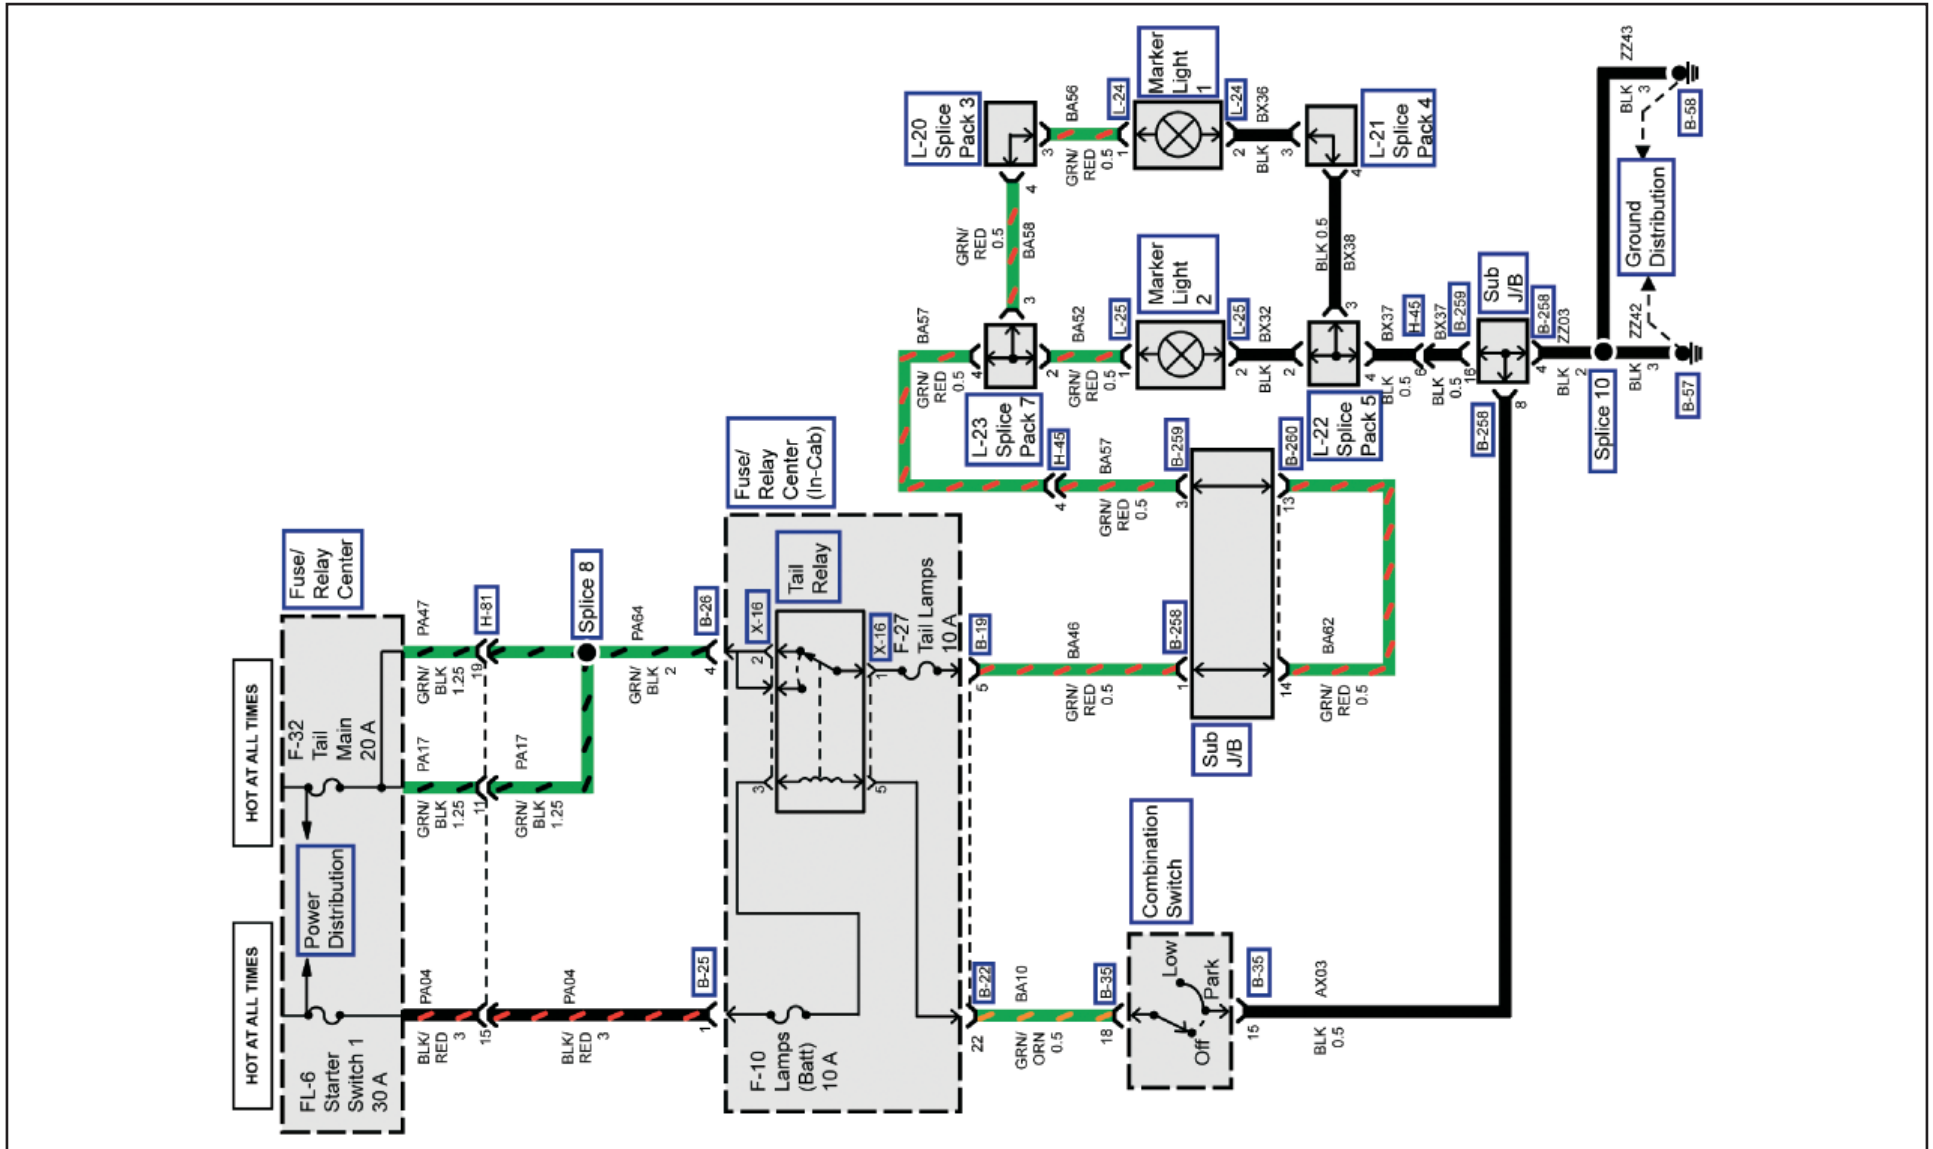 HOT AT ALL TIMES
HOT AT ALL TIMES
Fuse/
Relay
Center
F-32
Tail
Main
20 A
Power
Distribution
FL-6
Starter
Switch 1
30 A
PA47
GRN/
BLK
1.25
19
H-81
PA17
GRN/
BLK
1.25
11
PA17
GRN/
BLK
1.25
Splice 8
PA64
GRN/
BLK
2
B-26
4
PA04
BLK/
RED
3
15
PA04
BLK/
RED
3
B-25
1
Fuse/
Relay
Center
(In-Cab)
Tail
Relay
X-16
2
X-16
1
3
5
F-27
Tail Lamps
10 A
F-10
Lamps
(Batt)
10 A
B-19
5
BA46
GRN/
RED
0.5
B-258
1
B-22
22
BA10
GRN/
ORN
0.5
B-35
18
Combination
Switch
Low
Park
Off
B-35
15
AX03
BLK
0.5
Sub
J/B
14
BA62
GRN/
RED
0.5
B-260
13
B-259
3
BA57
GRN/
RED
0.5
H-45
4
BA57
GRN/
RED
0.5
4
L-23
Splice
Pack 7
3
2
BA52
GRN/
RED
0.5
L-25
1
Marker
Light
2
L-25
2
BX32
BLK
2
L-22
Splice
Pack 5
3
4
BX37
BLK
0.5
H-45
6
BX37
BLK
0.5
B-259
16
Sub
J/B
B-258
4
B-258
8
ZZ03
BLK
2
Splice 10
ZZ42
BLK
3
B-57
Ground
Distribution
ZZ43
BLK
3
B-58
GRN/
RED
0.5
BA58
4
L-20
Splice
Pack 3
3
BA56
GRN/
RED
0.5
L-24
1
Marker
Light
1
L-24
2
BX36
BLK
3
L-21
Splice
Pack 4
4
BLK 0.5
BX38